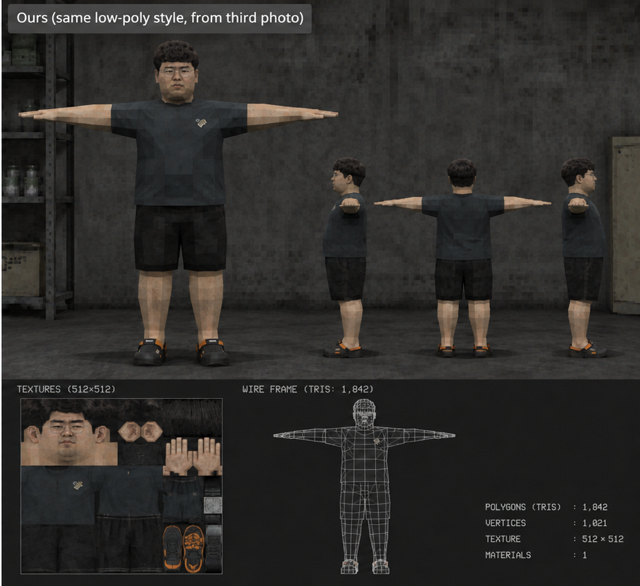 Ours (same low-poly style, from third photo)
TEXTURES (512×512)
WIRE FRAME (TRIS: 1,842)
POLYGONS (TRIS) : 1,842
VERTICES : 1,021
TEXTURE : 512 × 512
MATERIALS : 1